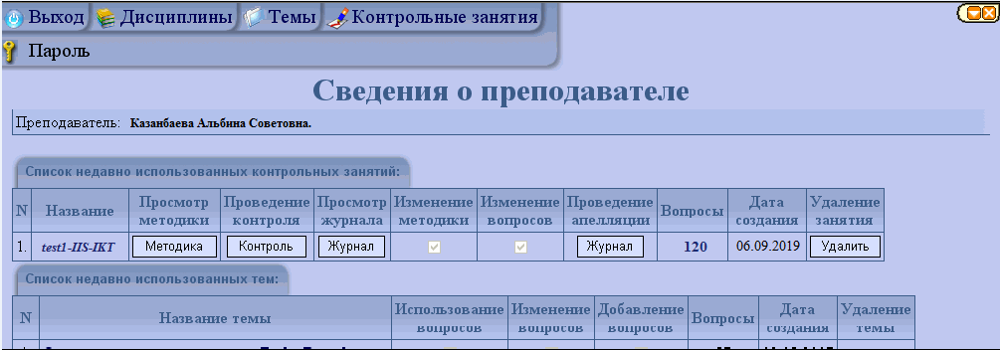 Выход Дисциплины Темы Контрольные занятия
Пароль
Сведения о преподавателе
Преподаватель: Казанбаева Альбина Советовна.
Список недавно использованных контрольных занятий:
N Название Просмотр методики Проведение контроля Просмотр журнала Изменение методики Изменение вопросов Проведение апелляции Вопросы Дата создания Удаление занятия
1. test1-IIS-IKT Методика Контроль Журнал Журнал 120 06.09.2019 Удалить
Список недавно использованных тем:
N Название темы Использование вопросов Изменение вопросов Добавление вопросов Вопросы Дата создания Удаление темы